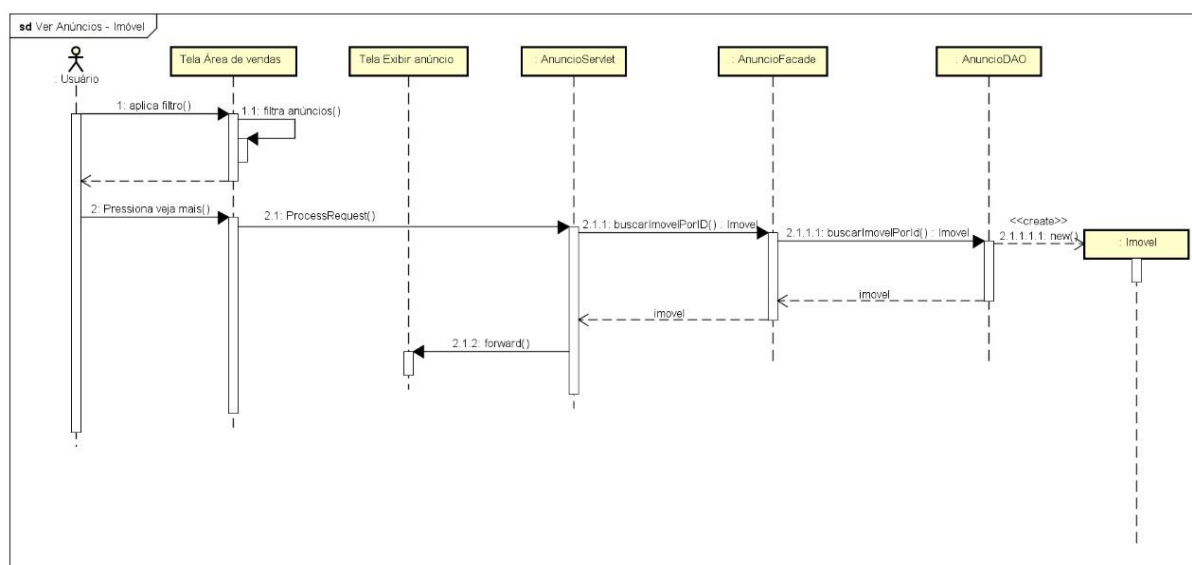 sd Ver Anúncios - Imóvel
: Usuário
Tela Área de vendas
Tela Exibir anúncio
: AnuncioServlet
: AnuncioFacade
: AnuncioDAO
1: aplica filtro()
1.1: filtra anúncios()
2: Pressiona veja mais()
2.1: ProcessRequest()
2.1.1: buscarImovelPorID() : Imovel
2.1.1.1: buscarImovelPorId() : Imovel
<<create>>
2.1.1.1.1: new()
: Imovel
imovel
imovel
2.1.2: forward()